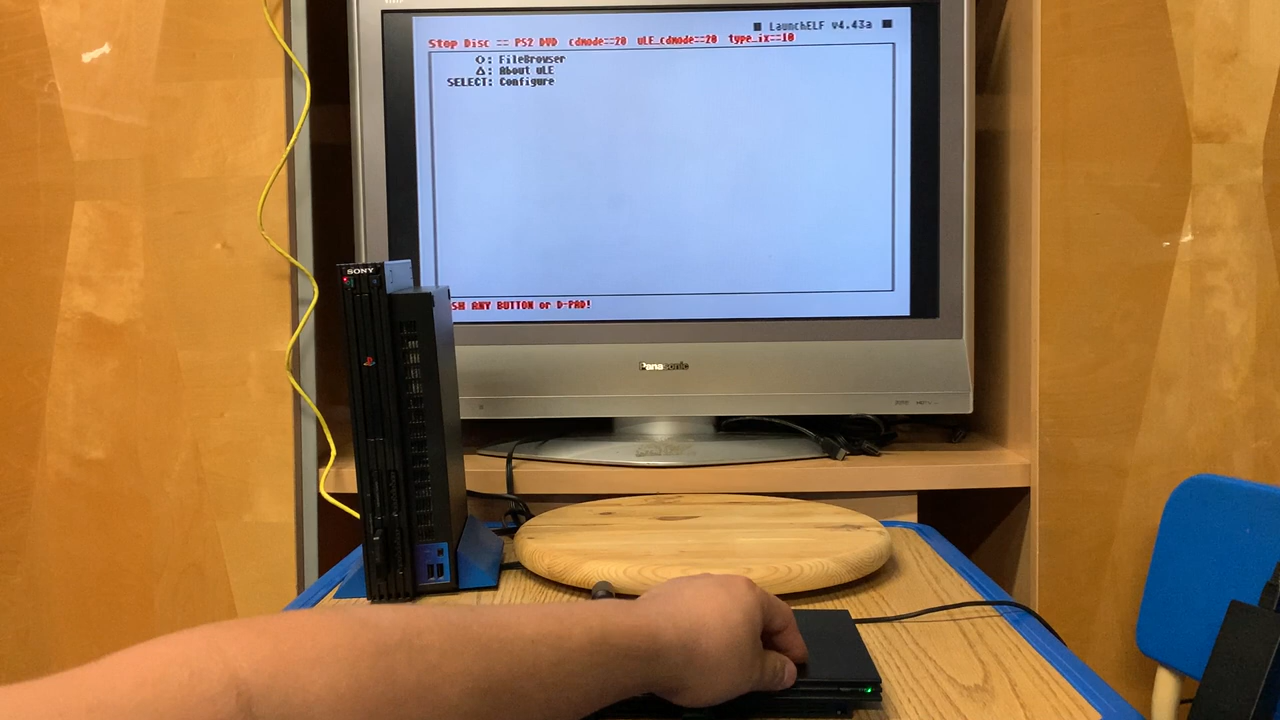 ■ LaunchELF v4.43a ■
Stop Disc == PS2 DVD cdmode==20 uLE_cdmode==20 type_ix==10
O: FileBrowser
Δ: About uLE
SELECT: Configure
SH ANY BUTTON or D-PAD!
SONY
Panasonic